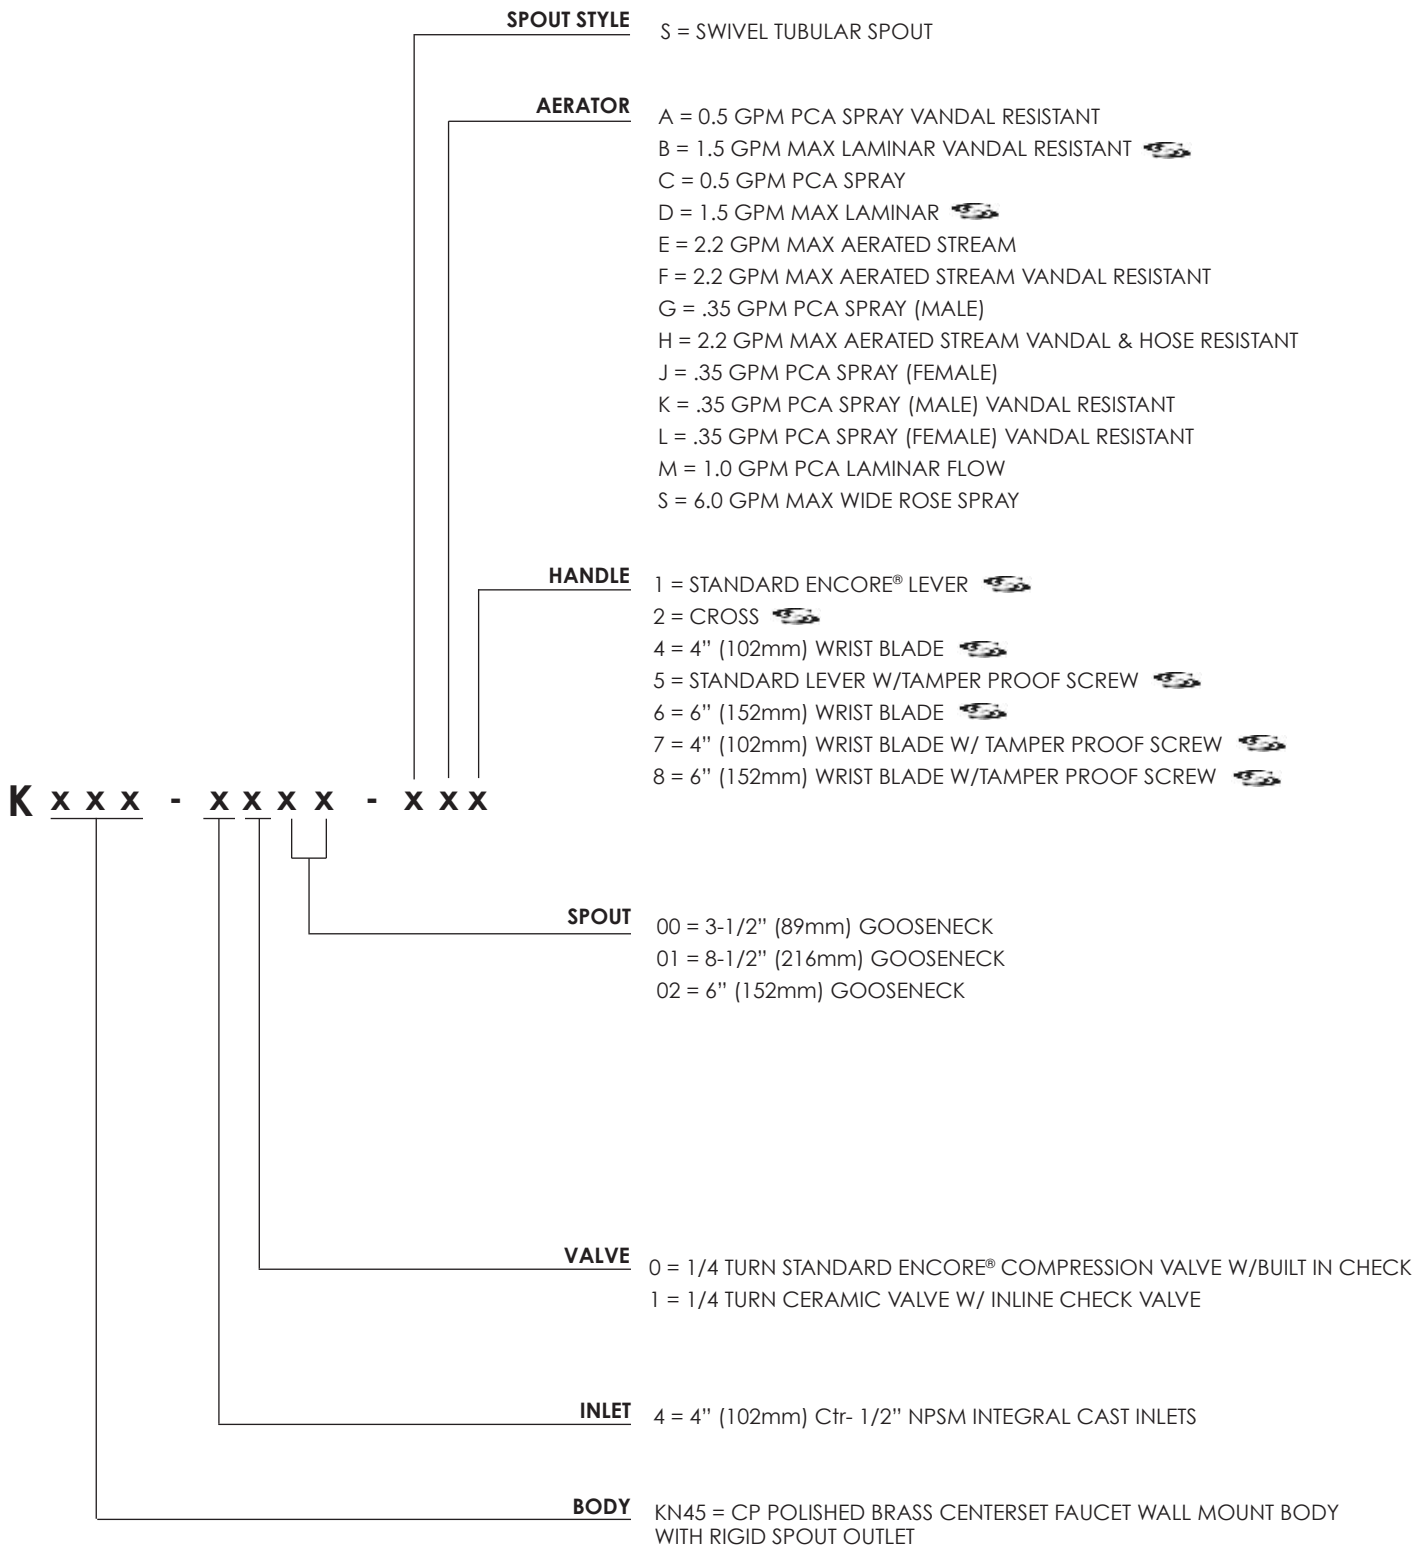 SPOUT STYLE
S = SWIVEL TUBULAR SPOUT
AERATOR
A = 0.5 GPM PCA SPRAY VANDAL RESISTANT
B = 1.5 GPM MAX LAMINAR VANDAL RESISTANT
C = 0.5 GPM PCA SPRAY
D = 1.5 GPM MAX LAMINAR
E = 2.2 GPM MAX AERATED STREAM
F = 2.2 GPM MAX AERATED STREAM VANDAL RESISTANT
G = .35 GPM PCA SPRAY (MALE)
H = 2.2 GPM MAX AERATED STREAM VANDAL & HOSE RESISTANT
J = .35 GPM PCA SPRAY (FEMALE)
K = .35 GPM PCA SPRAY (MALE) VANDAL RESISTANT
L = .35 GPM PCA SPRAY (FEMALE) VANDAL RESISTANT
M = 1.0 GPM PCA LAMINAR FLOW
S = 6.0 GPM MAX WIDE ROSE SPRAY
HANDLE
1 = STANDARD ENCORE® LEVER
2 = CROSS
4 = 4” (102mm) WRIST BLADE
5 = STANDARD LEVER W/TAMPER PROOF SCREW
6 = 6” (152mm) WRIST BLADE
7 = 4” (102mm) WRIST BLADE W/ TAMPER PROOF SCREW
8 = 6” (152mm) WRIST BLADE W/TAMPER PROOF SCREW
K x x x - x x x x - x x x
SPOUT
00 = 3-1/2” (89mm) GOOSENECK
01 = 8-1/2” (216mm) GOOSENECK
02 = 6” (152mm) GOOSENECK
VALVE
0 = 1/4 TURN STANDARD ENCORE® COMPRESSION VALVE W/BUILT IN CHECK
1 = 1/4 TURN CERAMIC VALVE W/ INLINE CHECK VALVE
INLET
4 = 4” (102mm) Ctr- 1/2” NPSM INTEGRAL CAST INLETS
BODY
KN45 = CP POLISHED BRASS CENTERSET FAUCET WALL MOUNT BODY
WITH RIGID SPOUT OUTLET